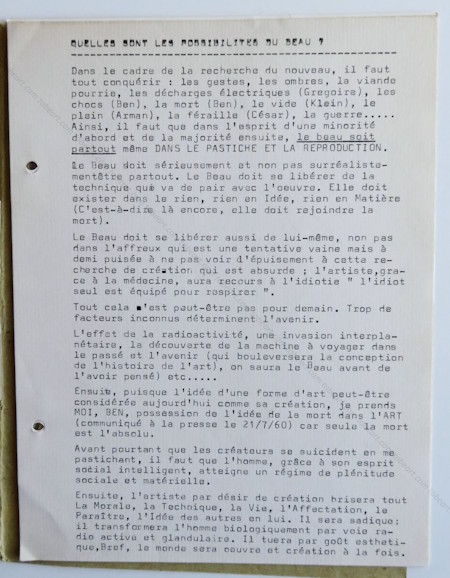 QUELLES SONT LES POSSIBILITES DU BEAU ?
Dans le cadre de la recherche du nouveau, il faut
tout conquérir : les gestes, les ombres, la viande
pourrie, les décharges électriques (Gregoire), les
chocs (Ben), la mort (Ben), le vide (Klein), le
plein (Arman), la féraille (César), la guerre.....
Ainsi, il faut que dans l'esprit d'une minorité
d'abord et de la majorité ensuite, le beau soit
partout même DANS LE PASTICHE ET LA REPRODUCTION.
Le Beau doit sérieusement et non pas surréaliste-
mentêtre partout. Le Beau doit se libérer de la
technique que va de pair avec l'oeuvre. Elle doit
exister dans le rien, rien en Idée, rien en Matière
(C'est-à-dire là encore, elle doit rejoindre la
mort).
Le Beau doit se libérer aussi de lui-même, non pas
dans l'affreux qui est une tentative vaine mais à
demi puisée à ne pas voir d'épuisement à cette re-
cherche de création qui est absurde ; l'artiste,gra-
ce à la médecine, aura recours à l'idiotie " l'idiot
seul est équipé pour respirer ".
Tout cela n'est peut-être pas pour demain. Trop de
facteurs inconnus déterminent l'avenir.
L'effet de la radioactivité, une invasion interpla-
nétaire, la découverte de la machine à voyager dans
le passé et l'avenir (qui bouleversera la conception
de l'histoire de l'art), on saura le Beau avant de
l'avoir pensé) etc.....
Ensuite, puisque l'idée d'une forme d'art peut-être
considérée aujourd'hui comme sa création, je prends
MOI, BEN, possession de l'idée de la mort dans l'ART
(communiqué à la presse le 21/7/60) car seule la mort
est l'absolu.
Avant pourtant que les créateurs se suicident en me
pastichant, il faut que l'homme, grâce à son esprit
social intelligent, atteigne un régime de plénitude
sociale et matérielle.
Ensuite, l'artiste par désir de création brisera tout
La Morale, la Technique, la Vie, l'Affectation, le
Paraître, l'Idée des autres en lui. Il sera sadique:
il transformera l'homme biologiquement par voie ra-
dio active et glandulaire. Il tuera par goût estheti-
que,Bref, le monde sera oeuvre et création à la fois.